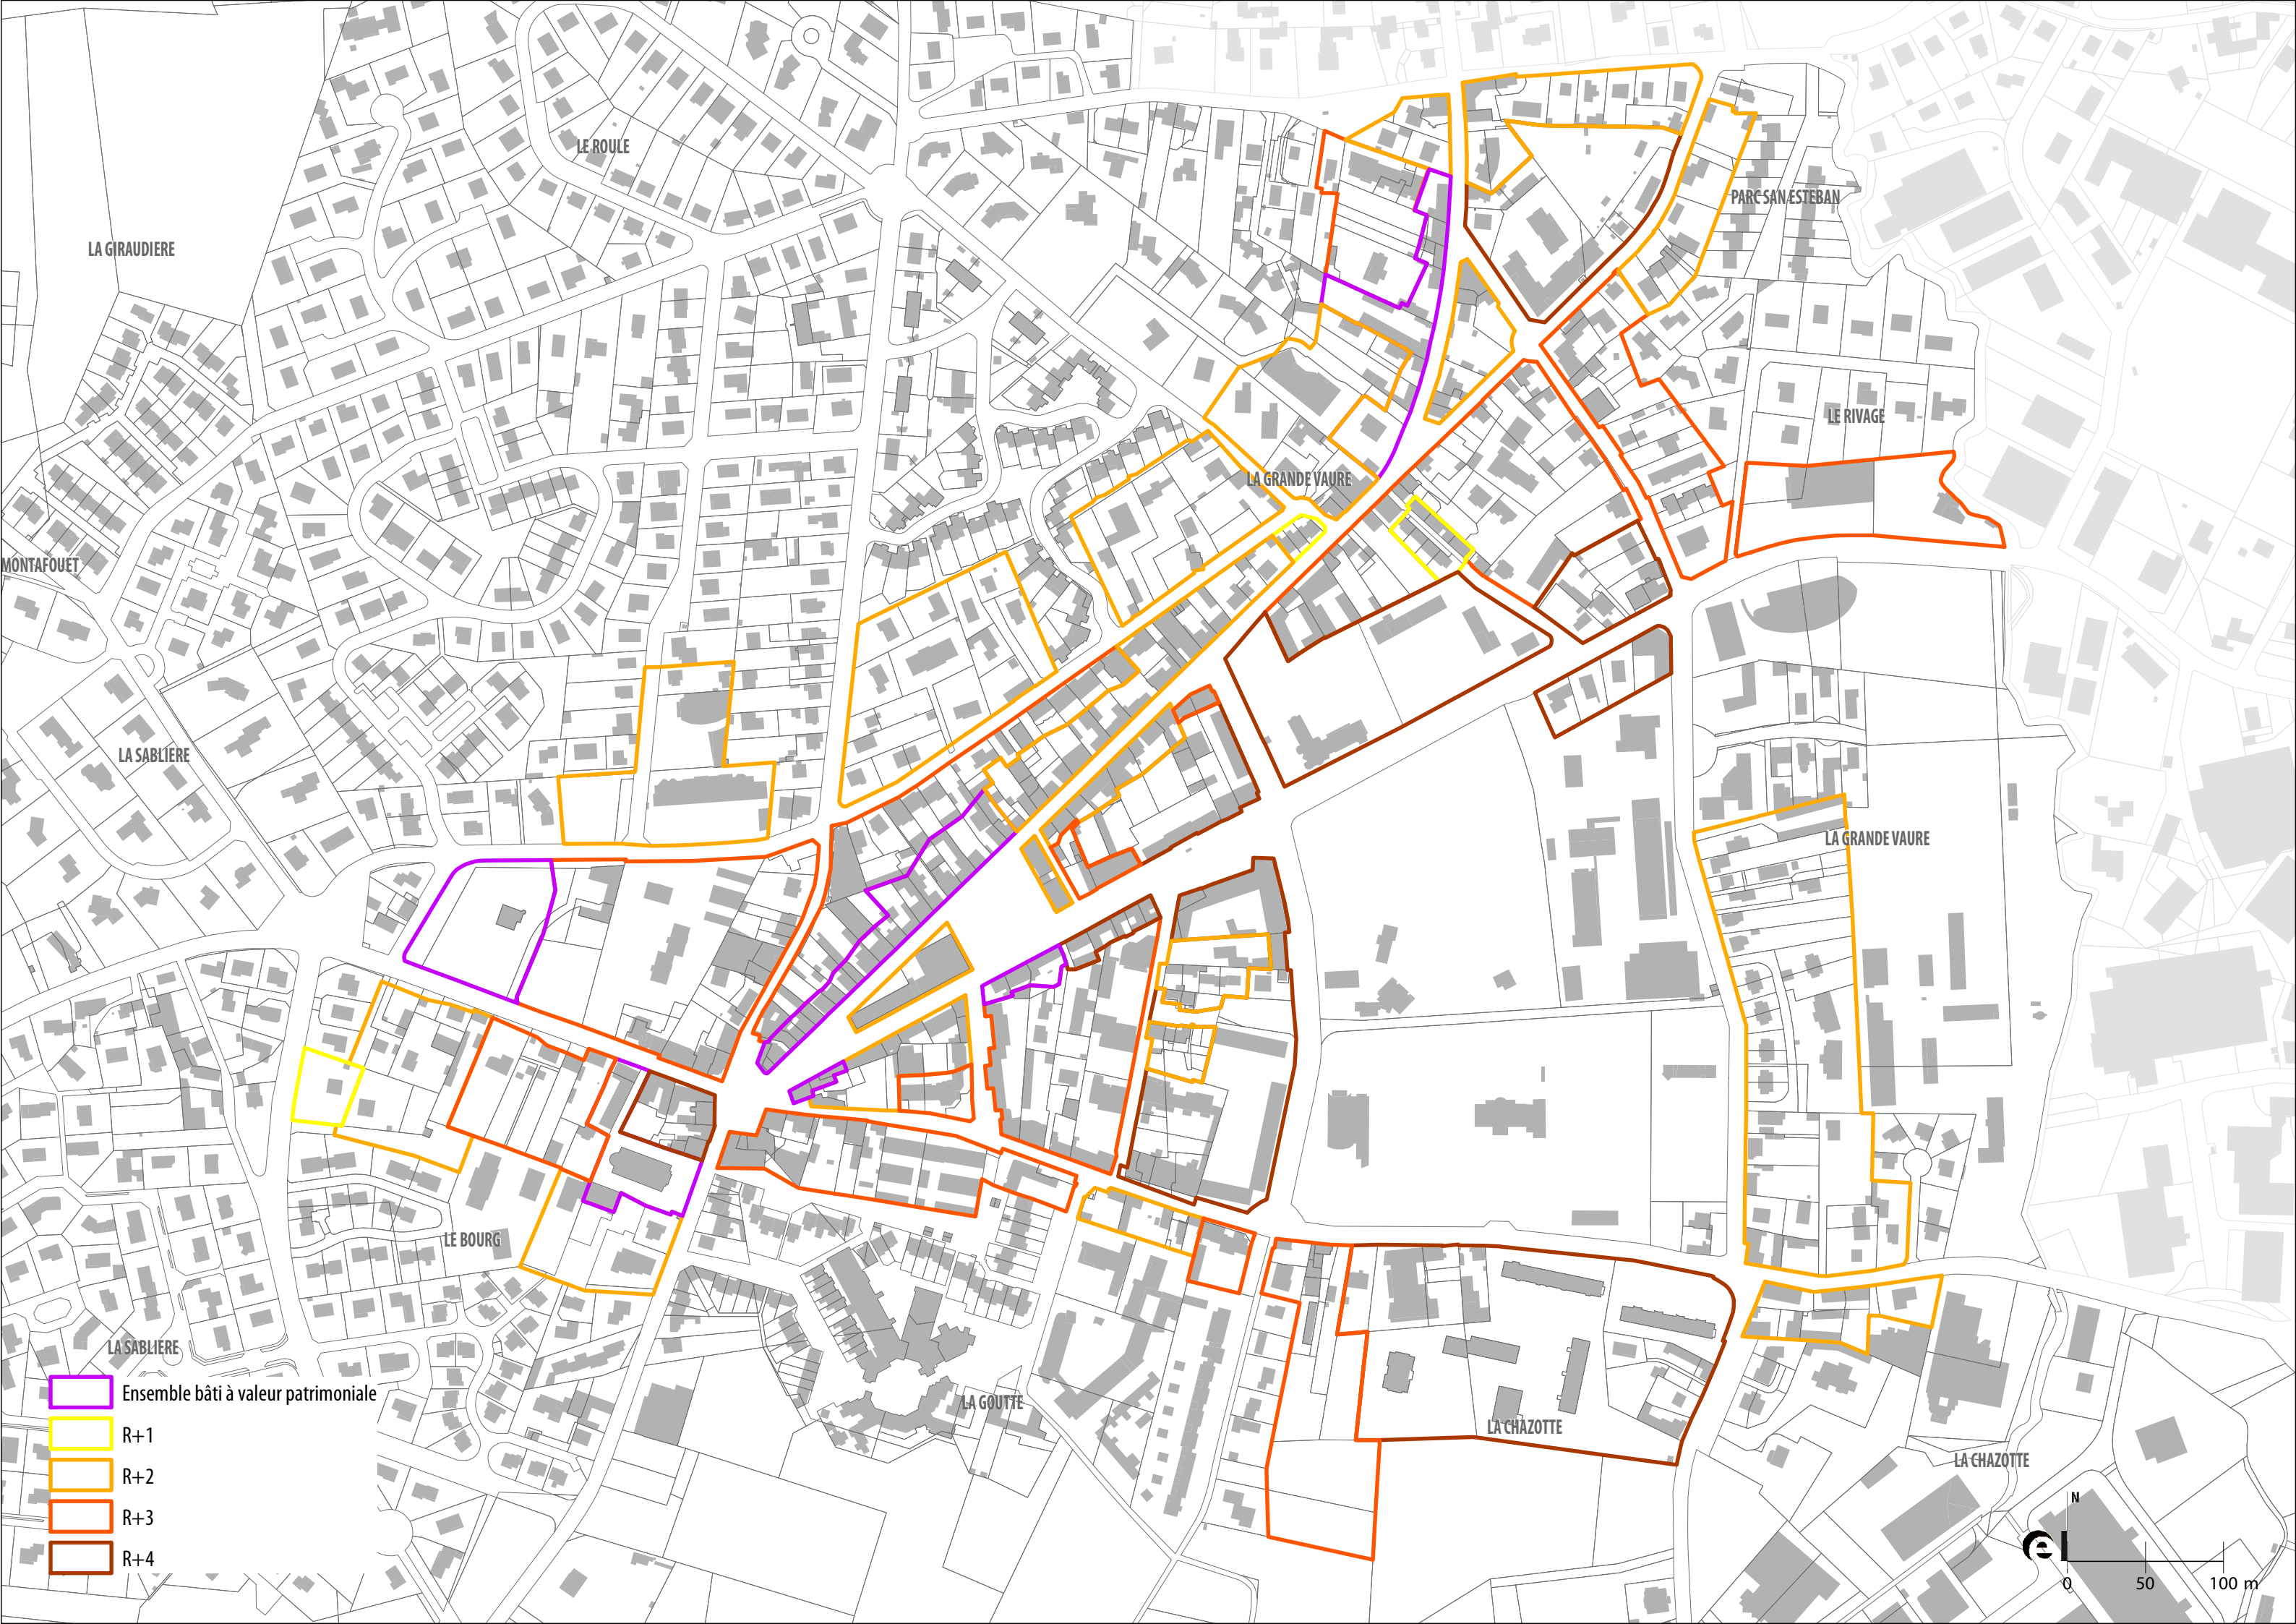 LE ROULE
PARC SAN ESTEBAN
LA GIRAUDIERE
LE RIVAGE
LA GRANDE VAURE
MONTAFOUET
LA SABLIERE
LA GRANDE VAURE
LE BOURG
LA SABLIERE
LA GOUTTE
LA CHAZOTTE
LA CHAZOTTE
Ensemble bâti à valeur patrimoniale
R+1
R+2
R+3
R+4
N
0 50 100 m